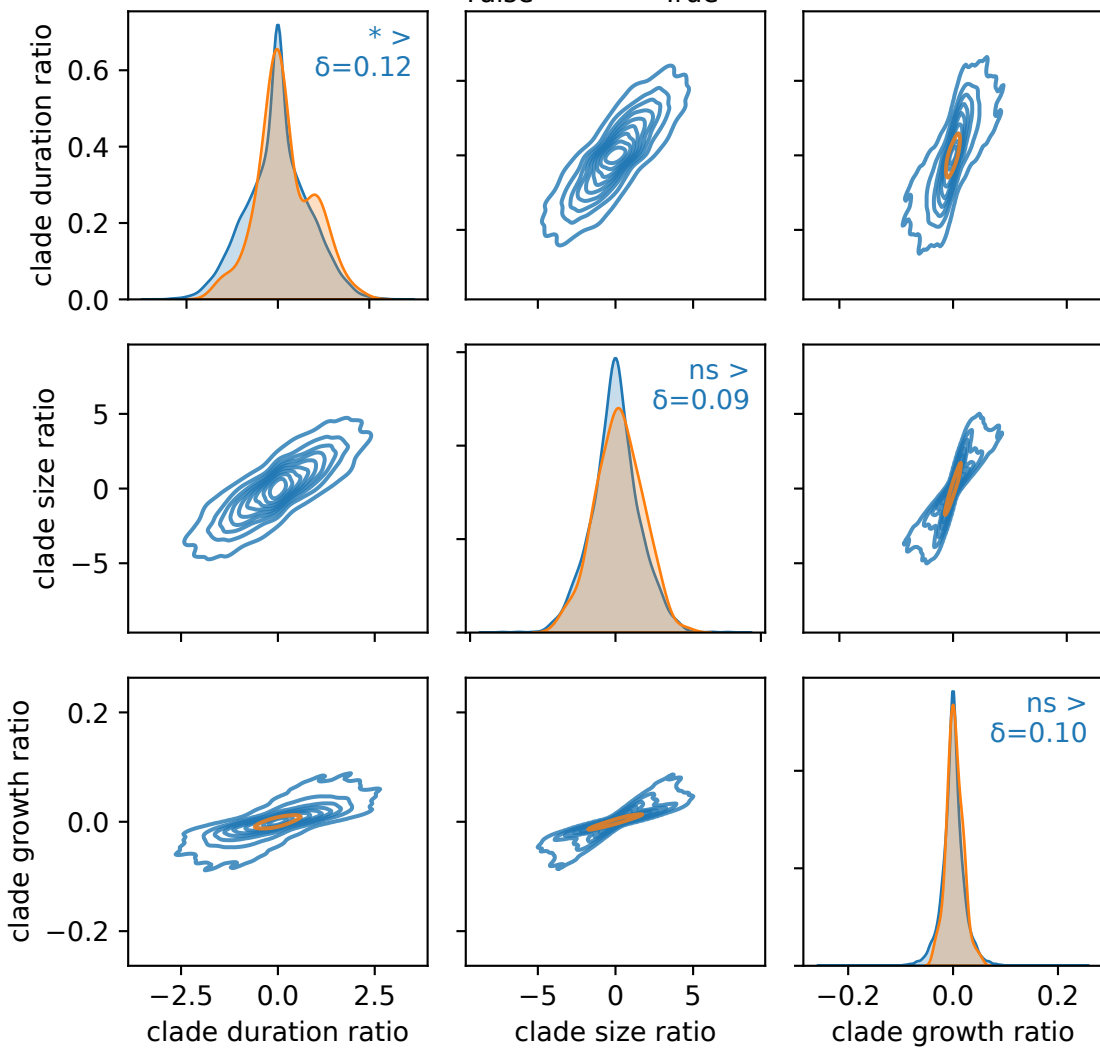 clade duration ratio
0.6
0.4
0.2
0.0
* >
δ=0.12
clade size ratio
5
0
−5
ns >
δ=0.09
clade growth ratio
0.2
0.0
−0.2
ns >
δ=0.10
−2.5 0.0 2.5
−5 0 5
−0.2 0.0 0.2
clade duration ratio
clade size ratio
clade growth ratio